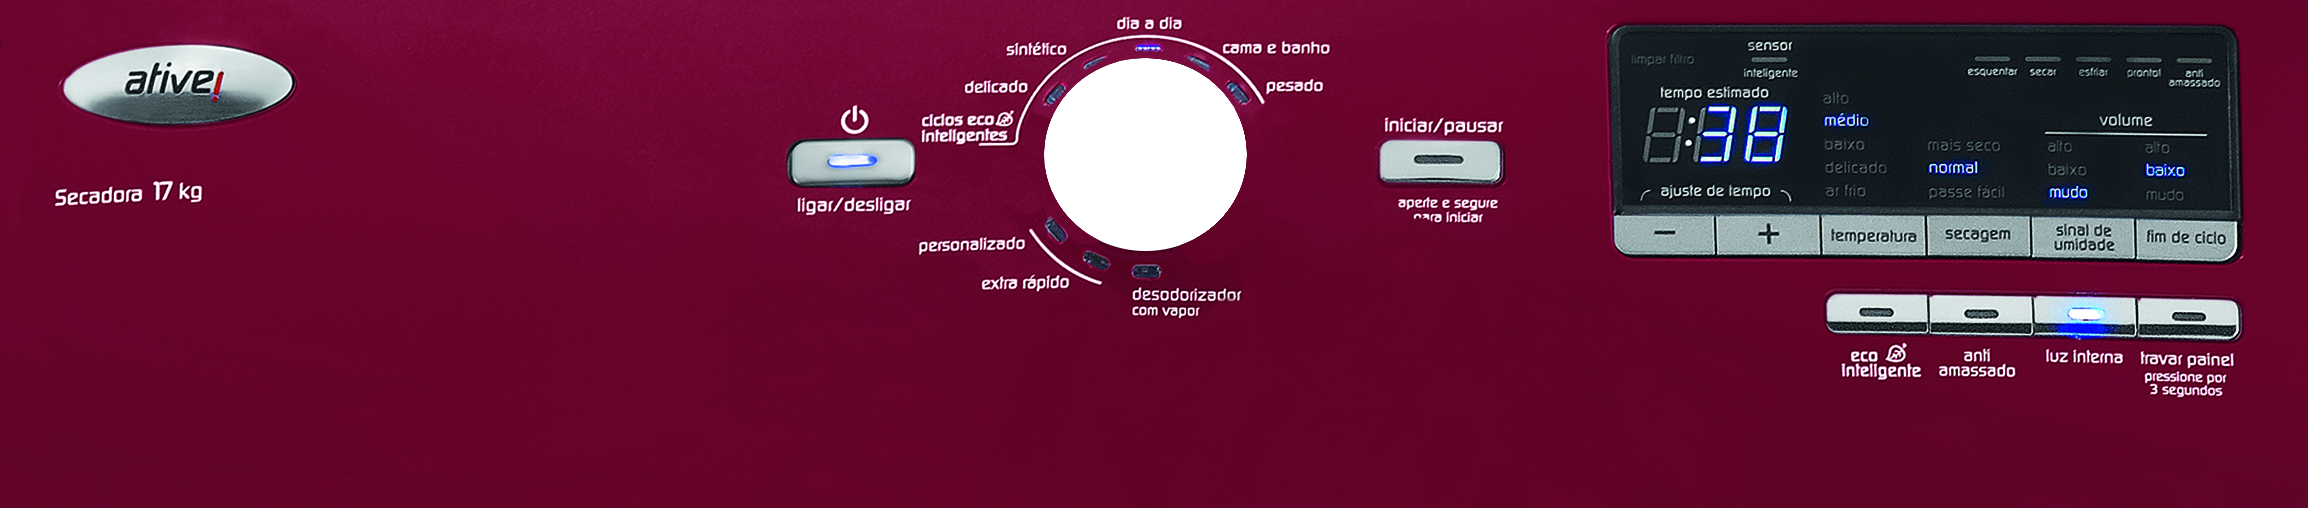 ative!
Secadora 17 kg
ligar/desligar
dia a dia
sintético
cama e banho
delicado
pesado
ciclos eco
inteligentes
personalizado
extra rápido
desodorizador
com vapor
iniciar/pausar
aperte e segure
para iniciar
limpar filtro
sensor
inteligente
esquentar
secar
esfriar
pronto!
anti
amassado
tempo estimado
8:38
ajuste de tempo
alto
médio
baixo
delicado
ar frio
mais seco
normal
passe fácil
volume
alto
baixo
mudo
alto
baixo
mudo
−
+
temperatura
secagem
sinal de
umidade
fim de ciclo
eco
inteligente
anti
amassado
luz interna
travar painel
pressione por
3 segundos